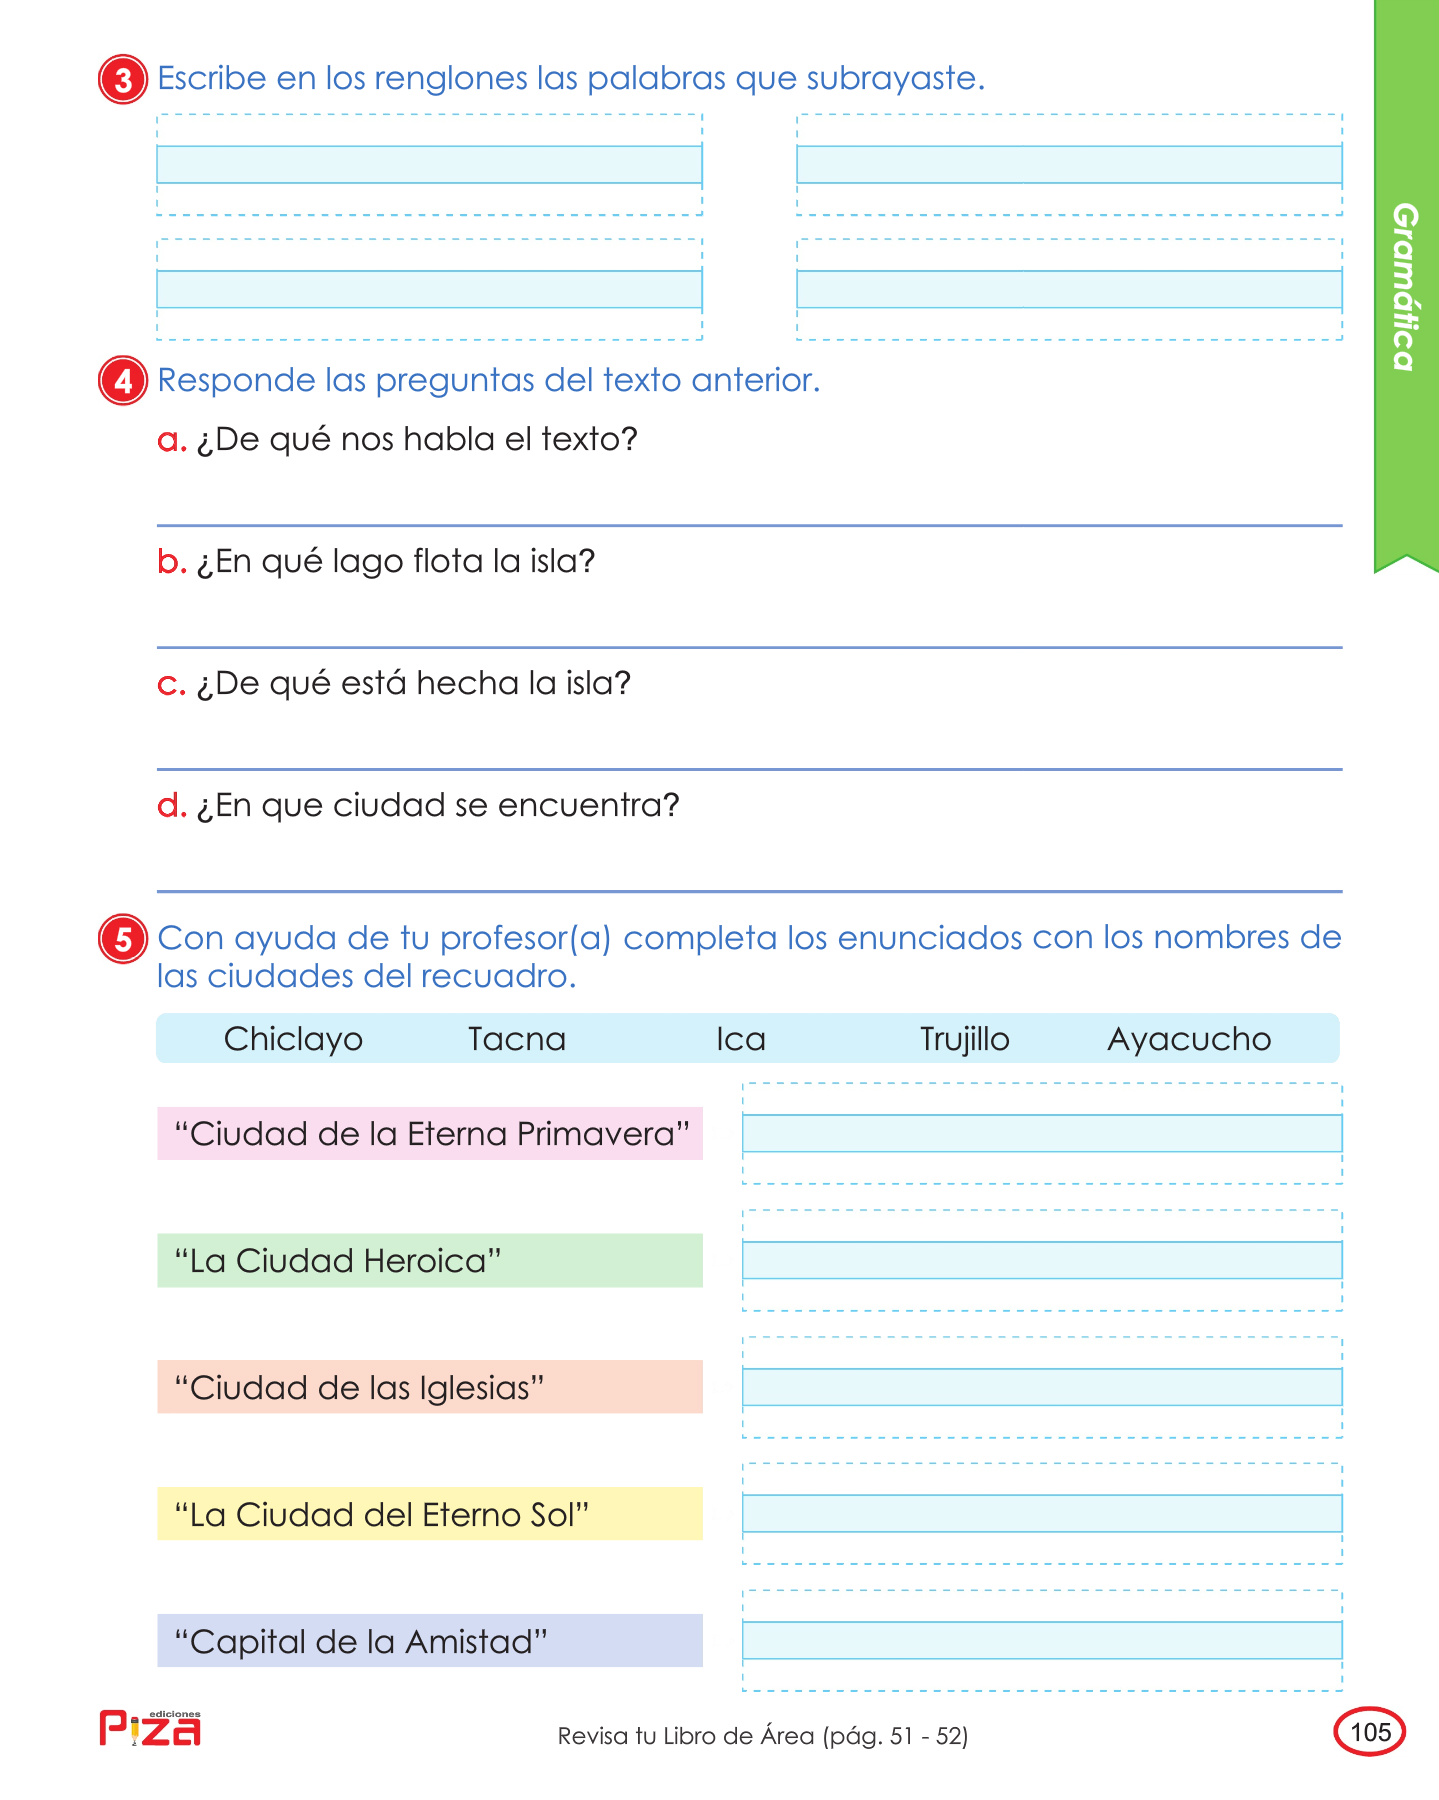 3 Escribe en los renglones las palabras que subrayaste.
4 Responde las preguntas del texto anterior.
a. ¿De qué nos habla el texto?
b. ¿En qué lago flota la isla?
c. ¿De qué está hecha la isla?
d. ¿En que ciudad se encuentra?
5 Con ayuda de tu profesor(a) completa los enunciados con los nombres de
las ciudades del recuadro.
Chiclayo Tacna Ica Trujillo Ayacucho
“Ciudad de la Eterna Primavera”
“La Ciudad Heroica”
“Ciudad de las Iglesias”
“La Ciudad del Eterno Sol”
“Capital de la Amistad”
Gramática
ediciones
Piza
Revisa tu Libro de Área (pág. 51 - 52)
105